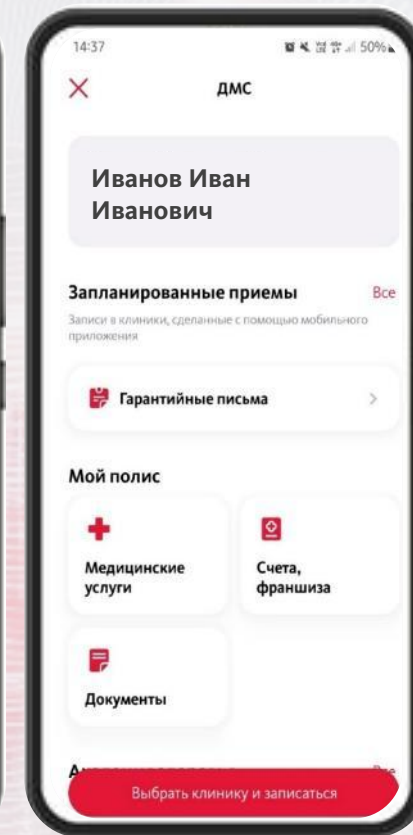 14:37 50%
ДМС
Иванов Иван
Иванович
Запланированные приемы Все
Записи в клиники, сделанные с помощью мобильного
приложения
Гарантийные письма
Мой полис
Медицинские
услуги
Счета,
франшиза
Документы
Выбрать клинику и записаться